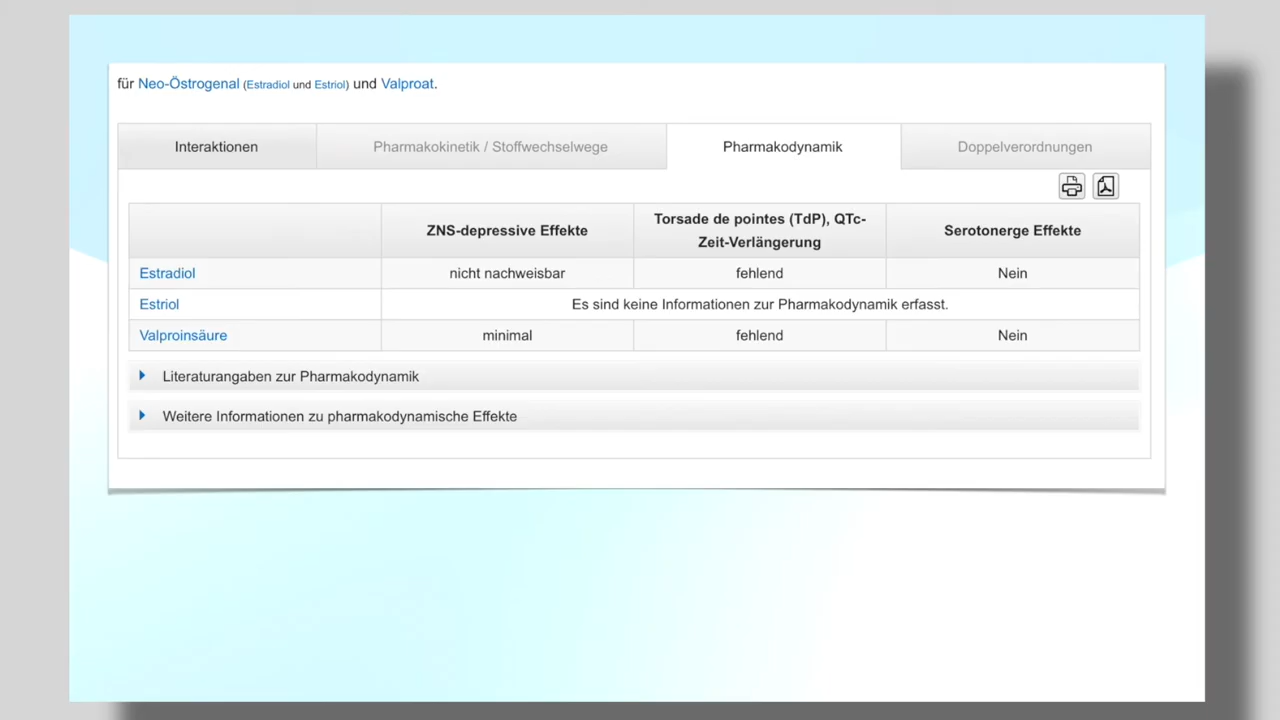 für Neo-Östrogenal (Estradiol und Estriol) und Valproat.
Interaktionen
Pharmakokinetik / Stoffwechselwege
Pharmakodynamik
Doppelverordnungen
ZNS-depressive Effekte
Torsade de pointes (TdP), QTc-
Zeit-Verlängerung
Serotonerge Effekte
Estradiol nicht nachweisbar fehlend Nein
Estriol Es sind keine Informationen zur Pharmakodynamik erfasst.
Valproinsäure minimal fehlend Nein
Literaturangaben zur Pharmakodynamik
Weitere Informationen zu pharmakodynamische Effekte